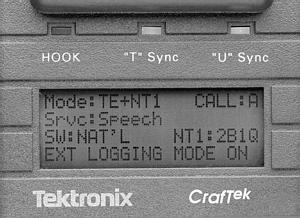 HOOK "T" Sync "U" Sync
Mode:TE+NT1 CALL:A
Srvc:Speech
SW:NAT'L NT1:2B1Q
EXT LOGGING MODE ON
Tektronix CrafTek